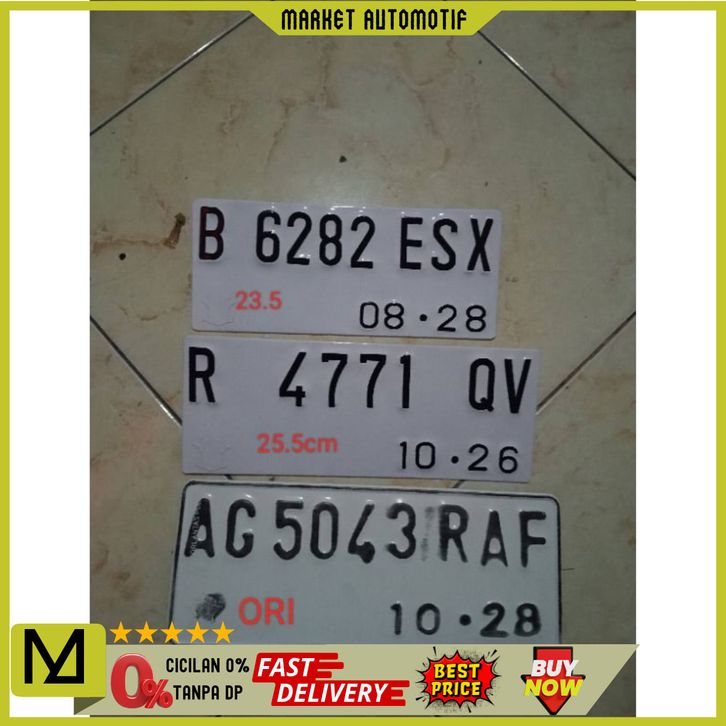 MARKET AUTOMOTIF
B 6282 ESX
23.5
08·28
R 4771 QV
25.5cm
10·26
AG 5043 RAF
ORI
10·28
M
0%
CICILAN 0%
TANPA DP
FAST
DELIVERY
BEST
PRICE
BUY
NOW